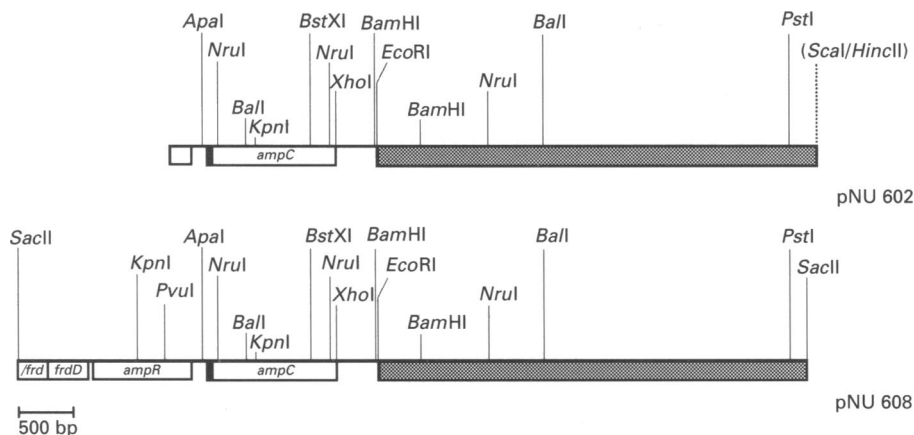 ApaI BstXI BamHI BalI PstI
NruI NruI EcoRI (ScaI/HincII)
XhoI
BalI BamHI NruI
KpnI
ampC
pNU 602
SacII ApaI BstXI BamHI BalI PstI
KpnI NruI NruI EcoRI SacII
PvuI XhoI NruI
BalI BamHI
KpnI
/frd frdD ampR ampC
pNU 608
500 bp